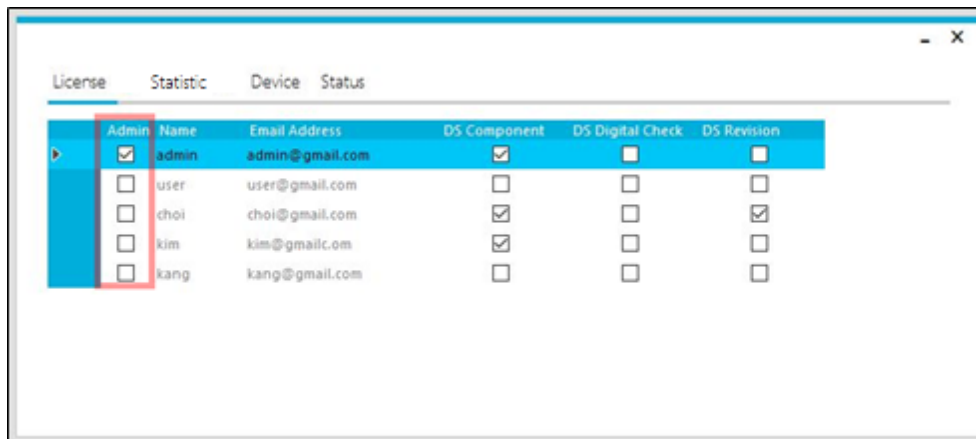 License Statistic Device Status
Admin Name Email Address DS Component DS Digital Check DS Revision
admin admin@gmail.com
user user@gmail.com
choi choi@gmail.com
kim kim@gmailc.om
kang kang@gmail.com